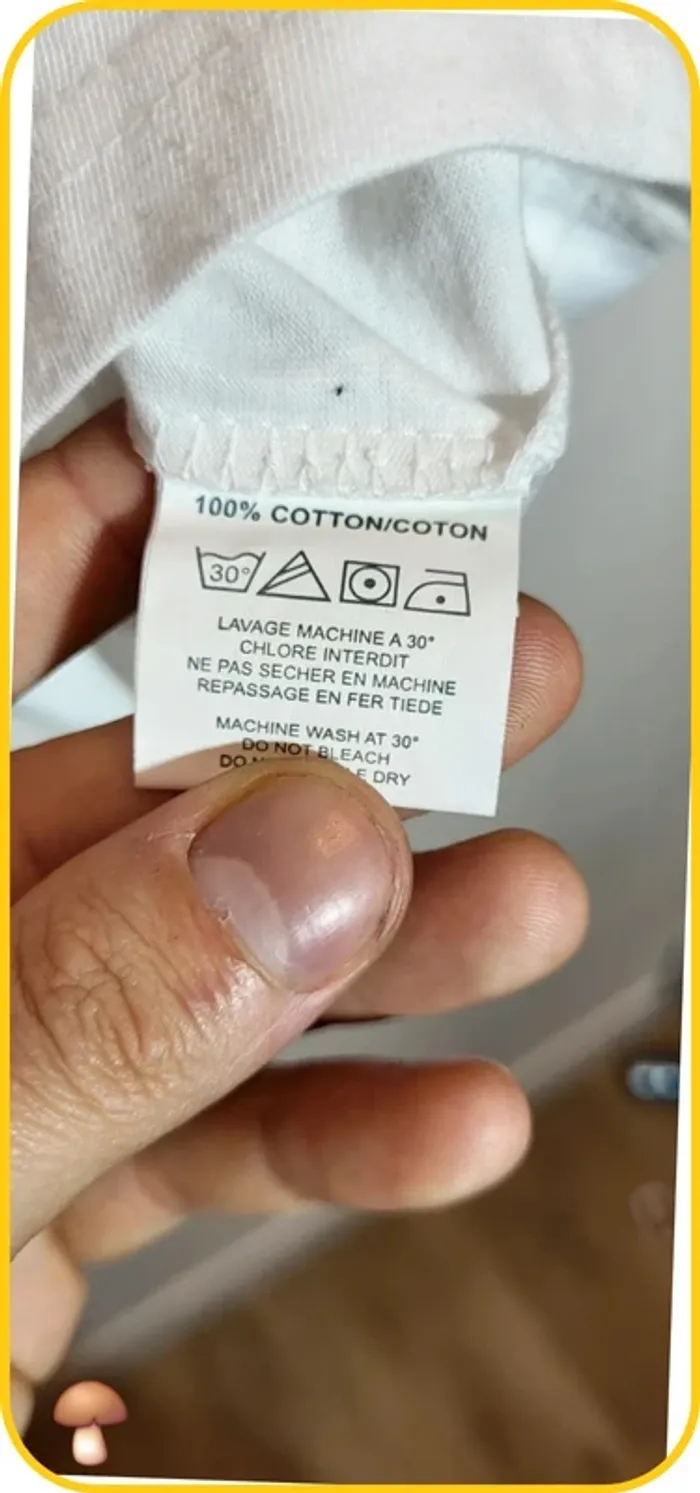 100% COTTON/COTON
30°
LAVAGE MACHINE A 30°
CHLORE INTERDIT
NE PAS SECHER EN MACHINE
REPASSAGE EN FER TIEDE
MACHINE WASH AT 30°
DO NOT BLEACH
DO DRY